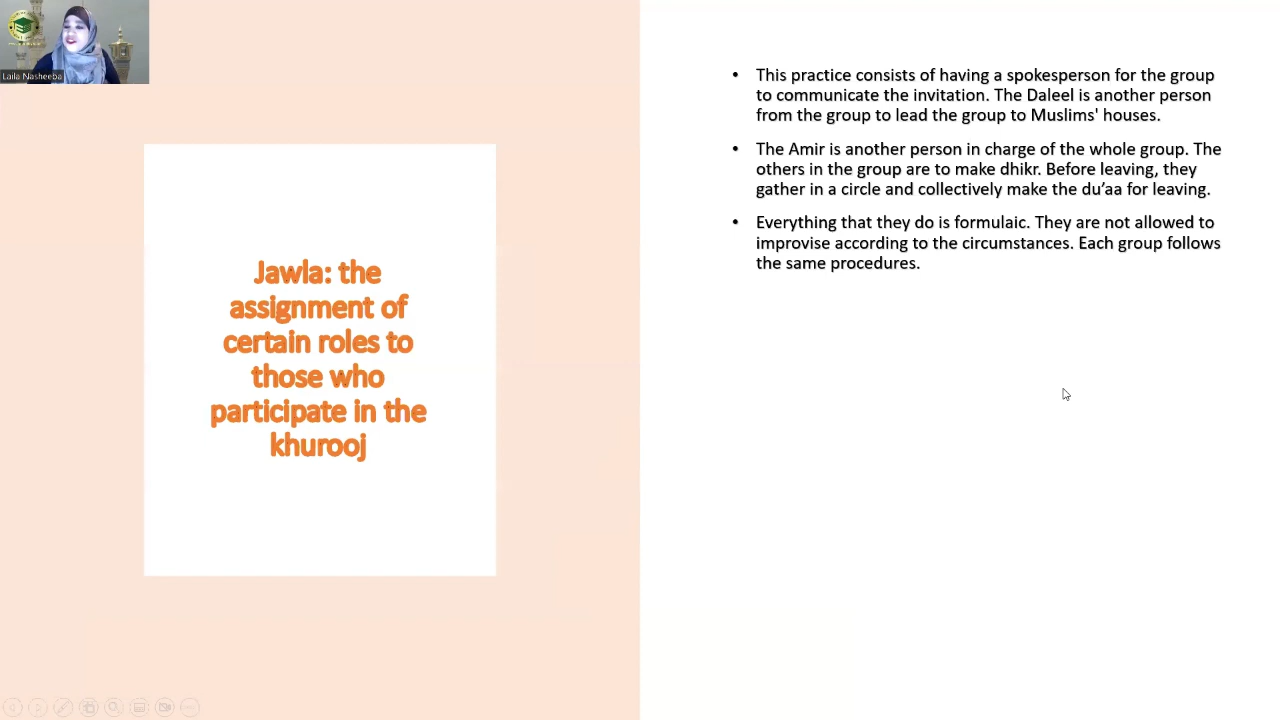 Laila Nasheeba
Jawla: the
assignment of
certain roles to
those who
participate in the
khurooj
• This practice consists of having a spokesperson for the group
to communicate the invitation. The Daleel is another person
from the group to lead the group to Muslims' houses.
• The Amir is another person in charge of the whole group. The
others in the group are to make dhikr. Before leaving, they
gather in a circle and collectively make the du’aa for leaving.
• Everything that they do is formulaic. They are not allowed to
improvise according to the circumstances. Each group follows
the same procedures.